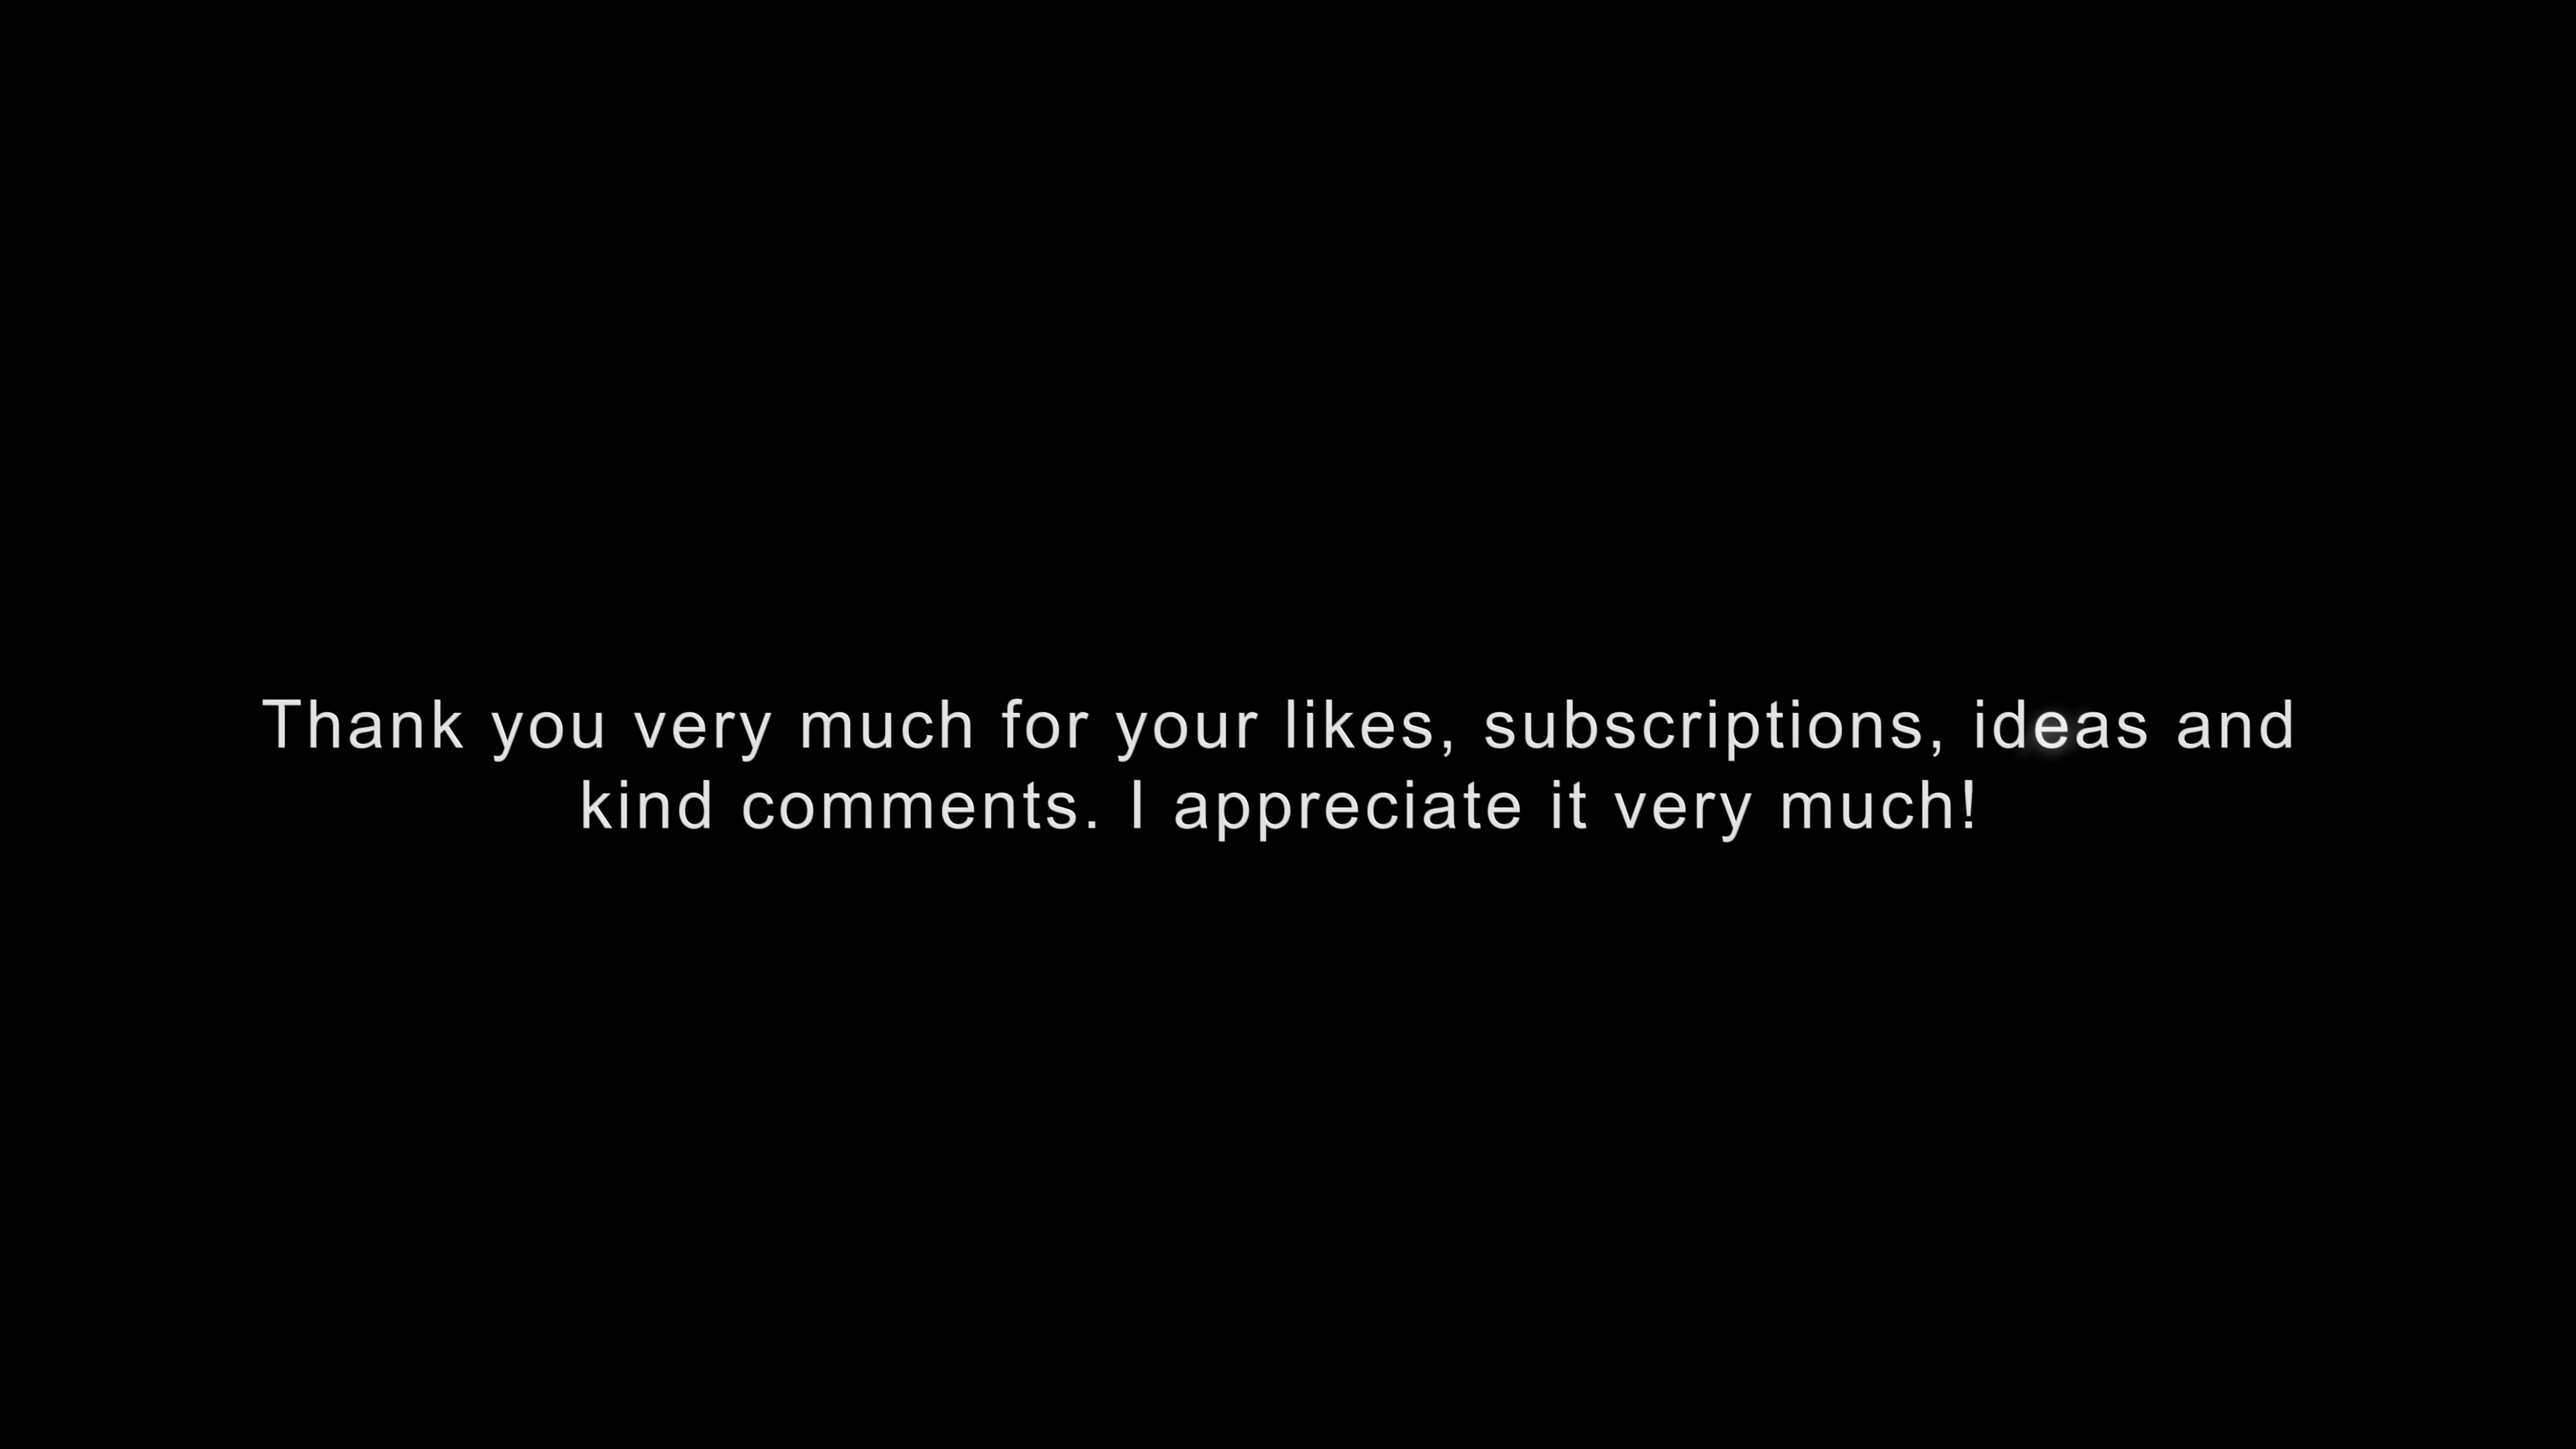 Thank you very much for your likes, subscriptions, ideas and
kind comments. I appreciate it very much!